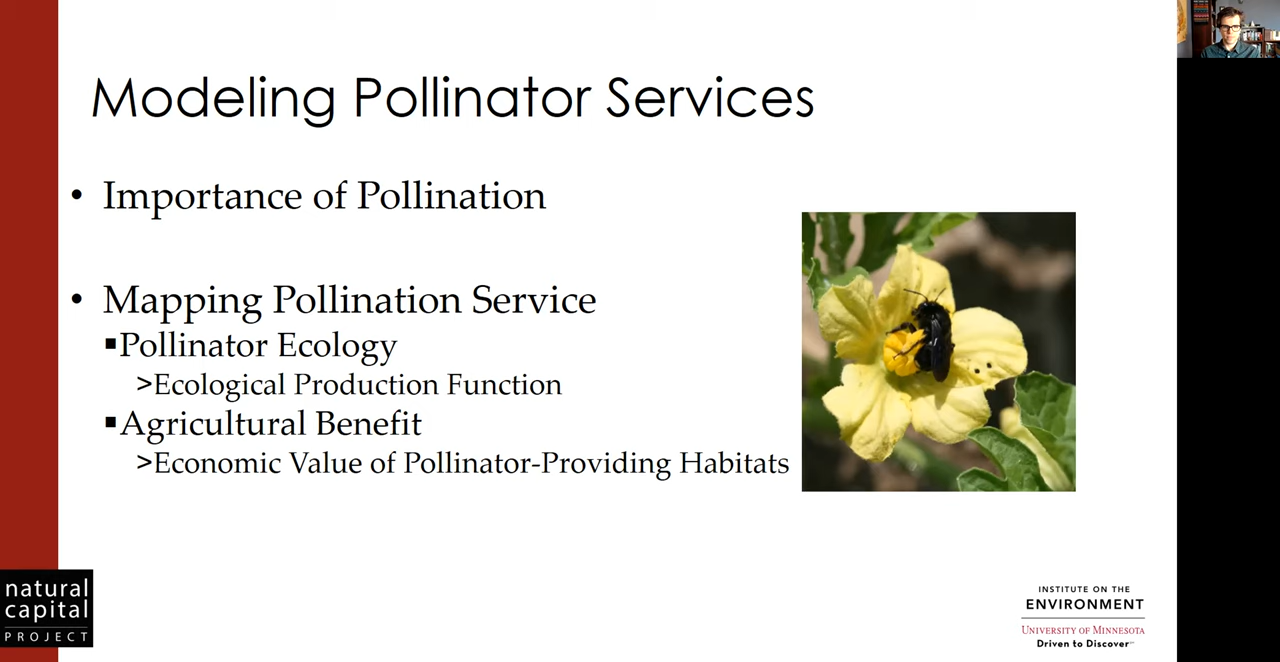 Modeling Pollinator Services
• Importance of Pollination
• Mapping Pollination Service
▪Pollinator Ecology
>Ecological Production Function
▪Agricultural Benefit
>Economic Value of Pollinator-Providing Habitats
natural
capital
PROJECT
INSTITUTE ON THE
ENVIRONMENT
UNIVERSITY OF MINNESOTA
Driven to Discover℠